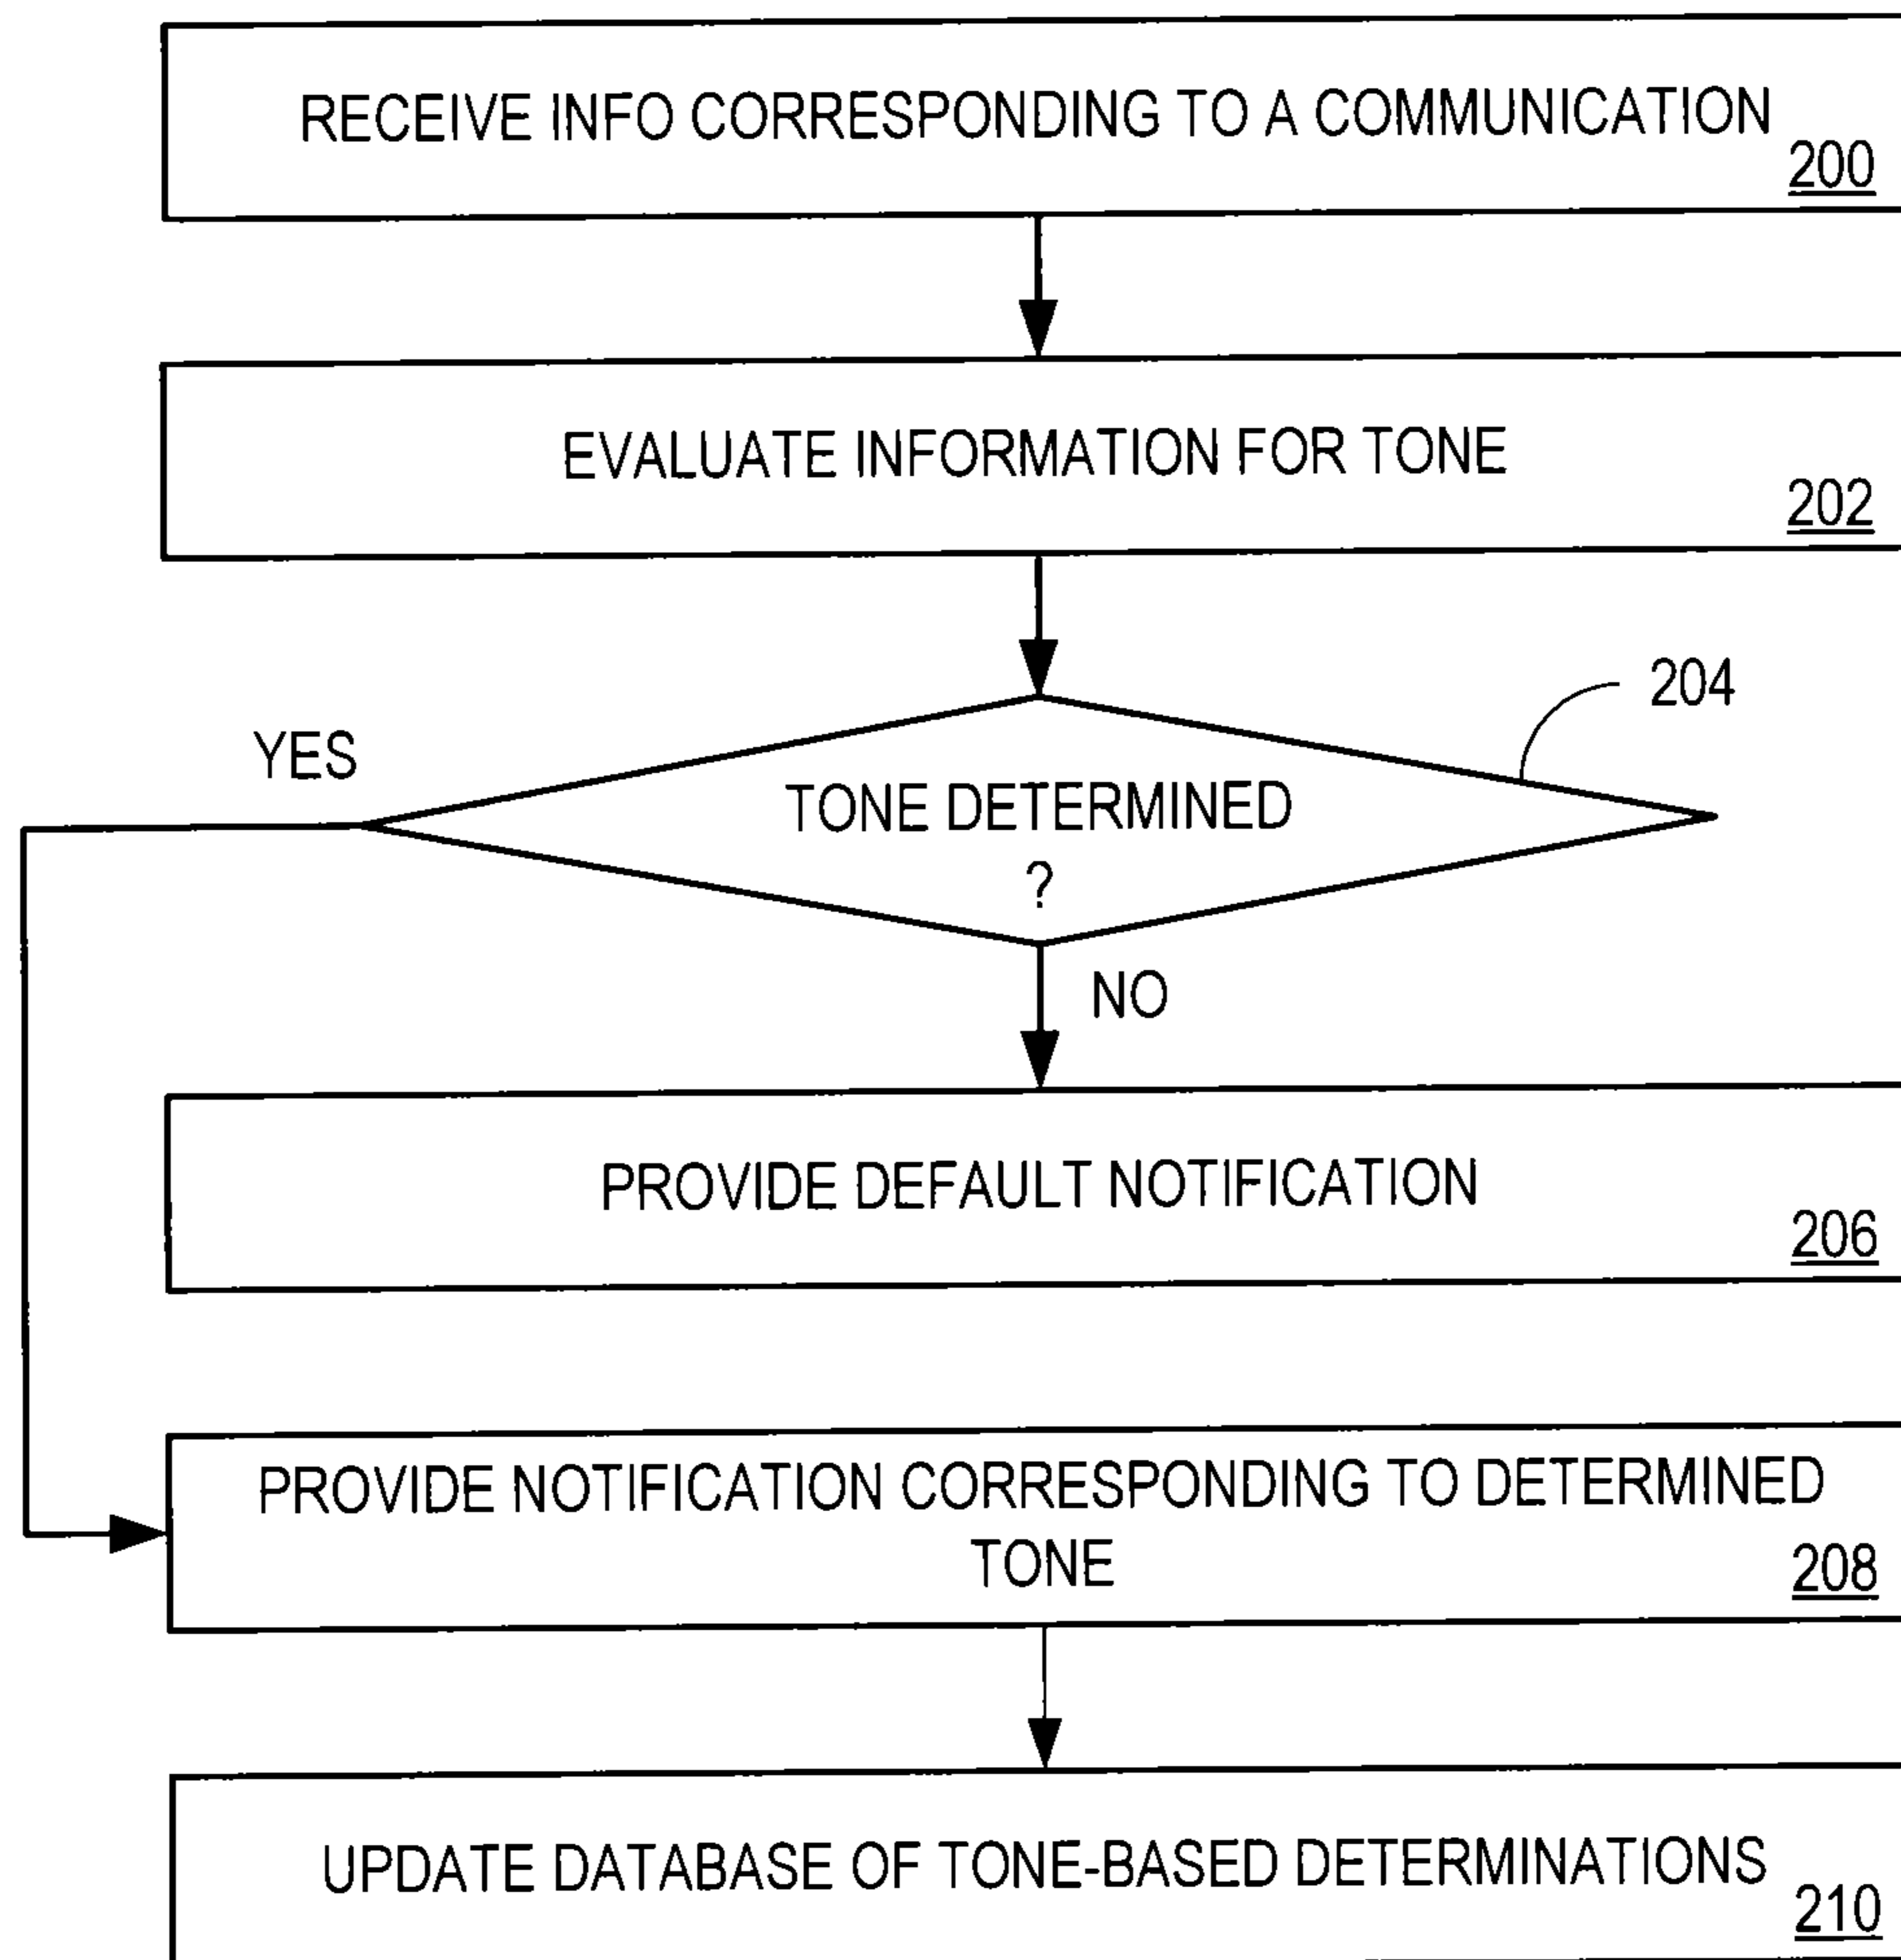 RECEIVE INFO CORRESPONDING TO A COMMUNICATION
200
EVALUATE INFORMATION FOR TONE
202
204
YES
TONE DETERMINED
?
NO
PROVIDE DEFAULT NOTIFICATION
206
PROVIDE NOTIFICATION CORRESPONDING TO DETERMINED
TONE
208
UPDATE DATABASE OF TONE-BASED DETERMINATIONS
210